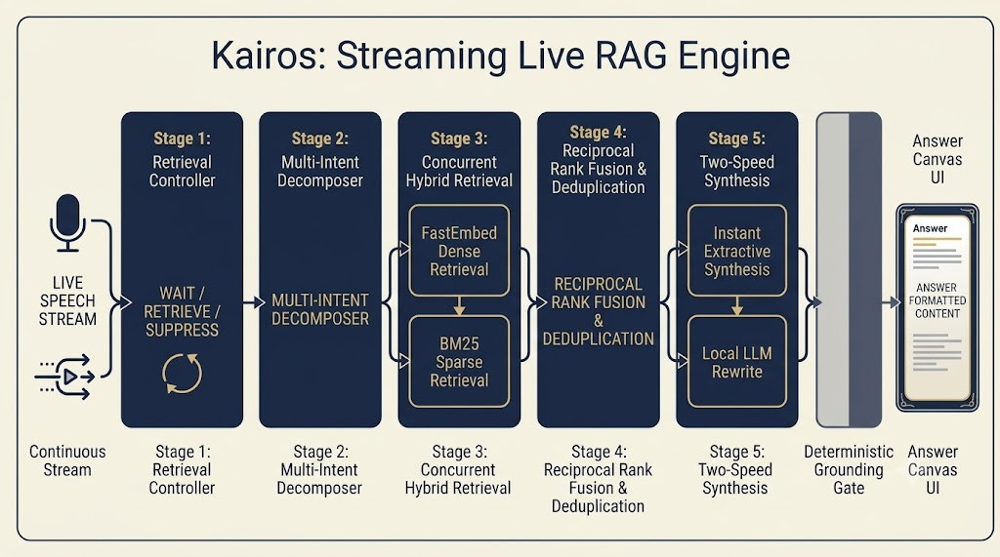 Kairos: Streaming Live RAG Engine
LIVE
SPEECH
STREAM
Continuous
Stream
Stage 1:
Retrieval
Controller
WAIT /
RETRIEVE /
SUPPRESS
Stage 1:
Retrieval
Controller
Stage 2:
Multi-Intent
Decomposer
MULTI-INTENT
DECOMPOSER
Stage 2:
Multi-Intent
Decomposer
Stage 3:
Concurrent
Hybrid Retrieval
FastEmbed
Dense
Retrieval
BM25
Sparse
Retrieval
Stage 3:
Concurrent
Hybrid Retrieval
Stage 4:
Reciprocal
Rank Fusion &
Deduplication
RECIPROCAL
RANK FUSION
&
DEDUPLICATION
Stage 4:
Reciprocal Rank
Fusion &
Deduplication
Stage 5:
Two-Speed
Synthesis
Instant
Extractive
Synthesis
Local LLM
Rewrite
Stage 5:
Two-Speed
Synthesis
Deterministic
Grounding
Gate
Answer
Canvas
UI
Answer
ANSWER
FORMATTED
CONTENT
Answer
Canvas
UI